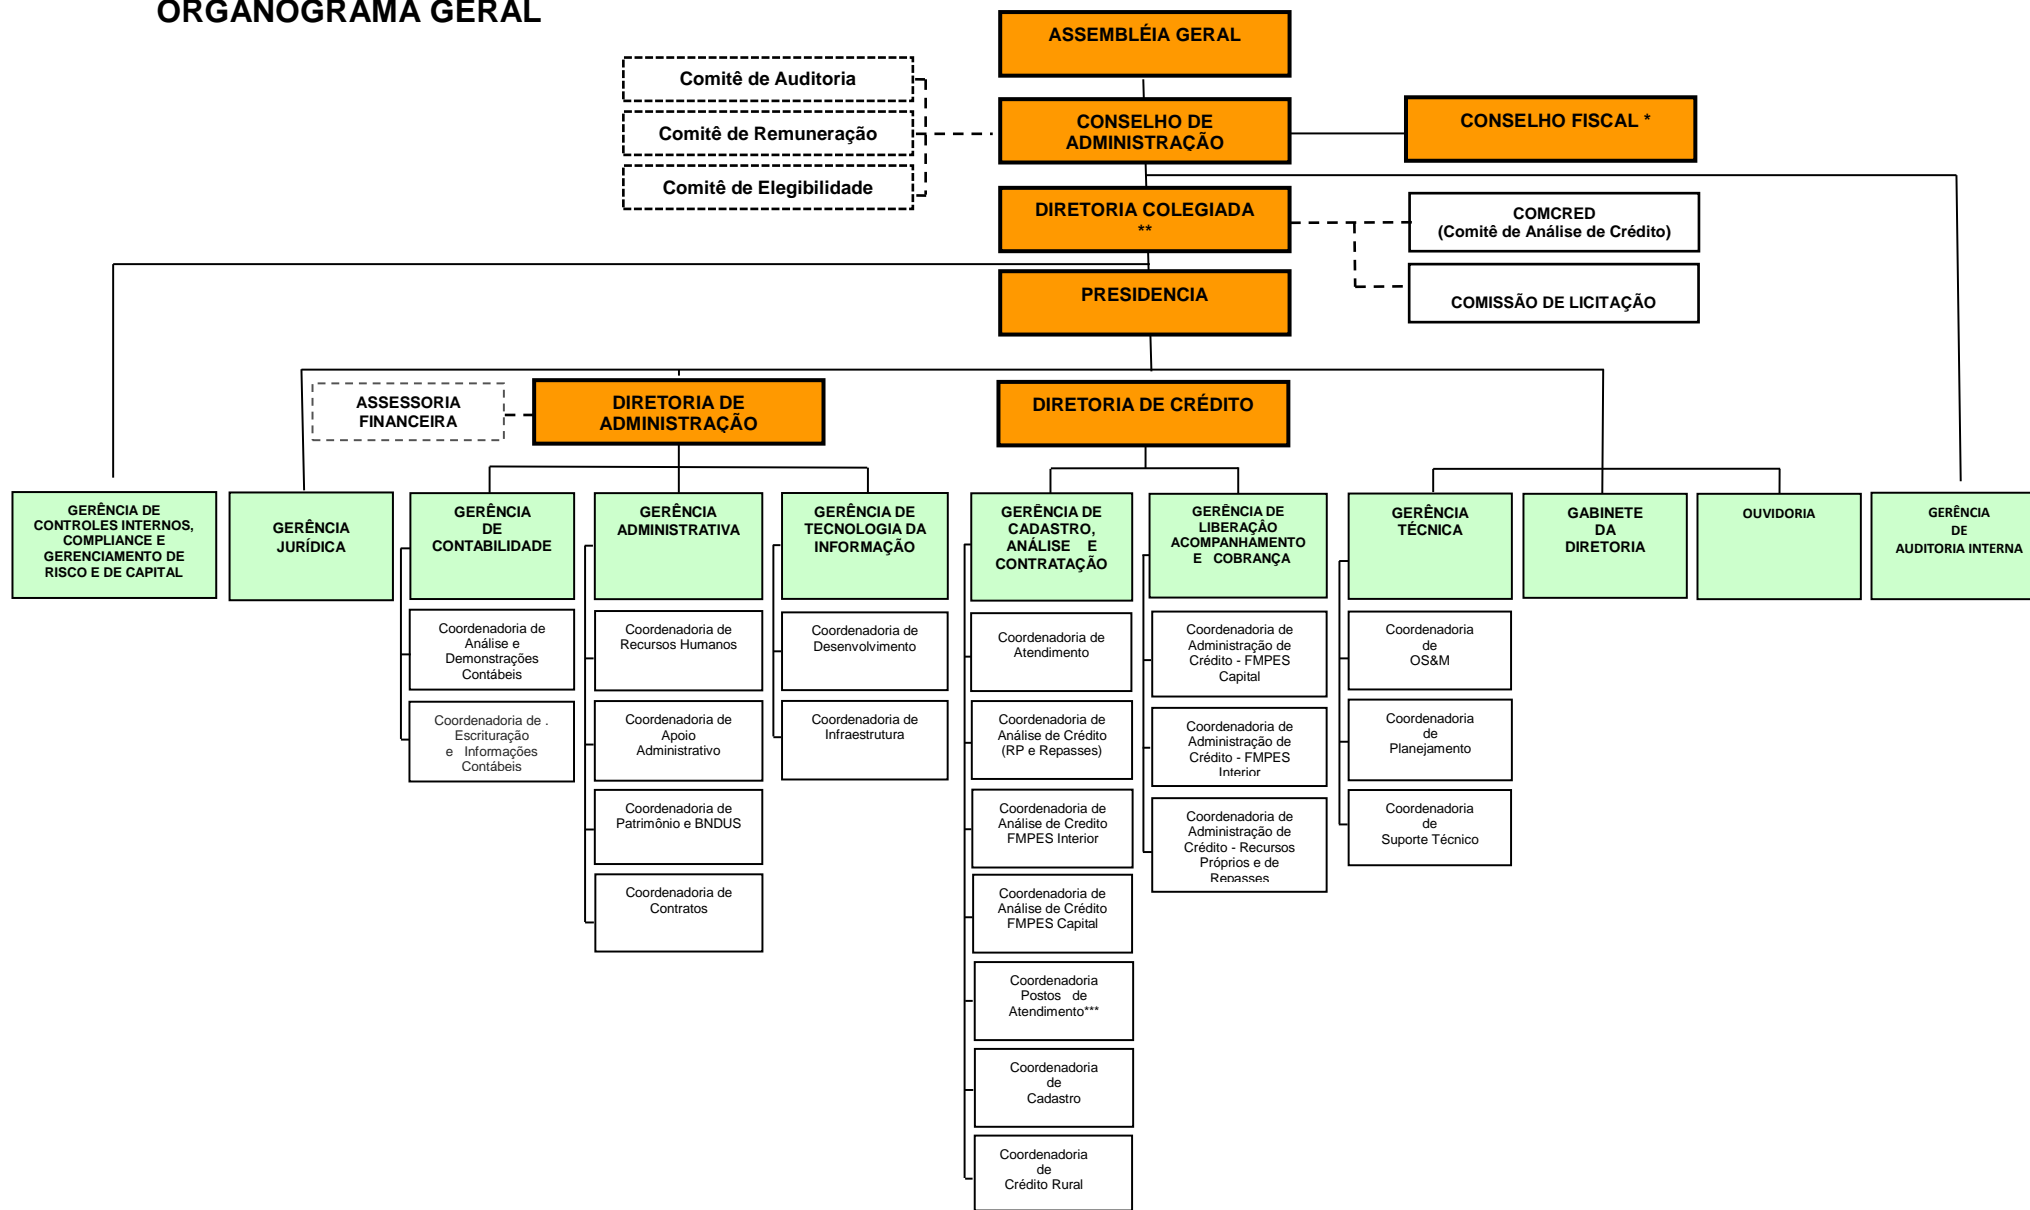 ORGANOGRAMA GERAL
ASSEMBLÉIA GERAL
Comitê de Auditoria
Comitê de Remuneração
Comitê de Elegibilidade
CONSELHO DE
ADMINISTRAÇÃO
CONSELHO FISCAL *
DIRETORIA COLEGIADA
**
COMCRED
(Comitê de Análise de Crédito)
PRESIDENCIA
COMISSÃO DE LICITAÇÃO
ASSESSORIA
FINANCEIRA
DIRETORIA DE
ADMINISTRAÇÃO
DIRETORIA DE CRÉDITO
GERÊNCIA DE
CONTROLES INTERNOS,
COMPLIANCE E
GERENCIAMENTO DE
RISCO E DE CAPITAL
GERÊNCIA
JURÍDICA
GERÊNCIA
DE
CONTABILIDADE
GERÊNCIA
ADMINISTRATIVA
GERÊNCIA DE
TECNOLOGIA DA
INFORMAÇÃO
GERÊNCIA DE
CADASTRO,
ANÁLISE E
CONTRATAÇÃO
GERÊNCIA DE
LIBERAÇÂO
ACOMPANHAMENTO
E COBRANÇA
GERÊNCIA
TÉCNICA
GABINETE
DA
DIRETORIA
OUVIDORIA
GERÊNCIA
DE
AUDITORIA INTERNA
Coordenadoria de
Análise e
Demonstrações
Contábeis
Coordenadoria de .
Escrituração
e Informações
Contábeis
Coordenadoria de
Recursos Humanos
Coordenadoria de
Apoio
Administrativo
Coordenadoria de
Patrimônio e BNDUS
Coordenadoria de
Contratos
Coordenadoria de
Desenvolvimento
Coordenadoria de
Infraestrutura
Coordenadoria de
Atendimento
Coordenadoria de
Análise de Crédito
(RP e Repasses)
Coordenadoria de
Análise de Credito
FMPES Interior
Coordenadoria de
Análise de Crédito
FMPES Capital
Coordenadoria
Postos de
Atendimento***
Coordenadoria
de
Cadastro
Coordenadoria
de
Crédito Rural
Coordenadoria de
Administração de
Crédito - FMPES
Capital
Coordenadoria de
Administração de
Crédito - FMPES
Interior
Coordenadoria de
Administração de
Crédito - Recursos
Próprios e de
Repasses
Coordenadoria
de
OS&M
Coordenadoria
de
Planejamento
Coordenadoria
de
Suporte Técnico